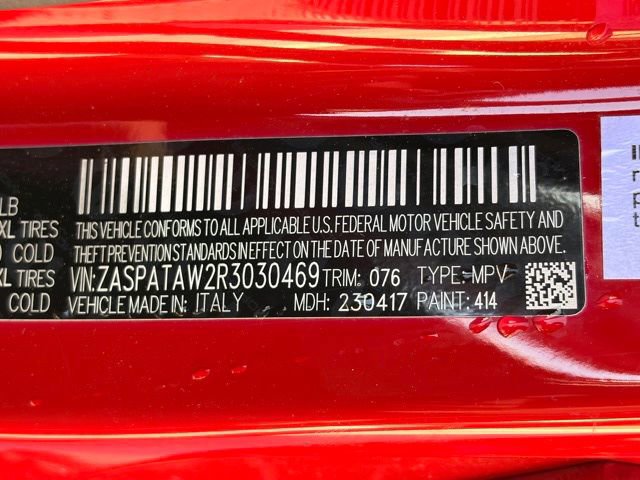 LB
XL TIRES
COLD
XL TIRES
COLD
THIS VEHICLE CONFORMS TO ALL APPLICABLE U.S. FEDERAL MOTOR VEHICLE SAFETY AND
THEFT PREVENTION STANDARDS IN EFFECT ON THE DATE OF MANUFACTURE SHOWN ABOVE.
VIN: ZASPATAW2R3030469 TRIM: 076 TYPE: MPV
VEHICLE MADE IN: ITALY MDH: 230417 PAINT: 414